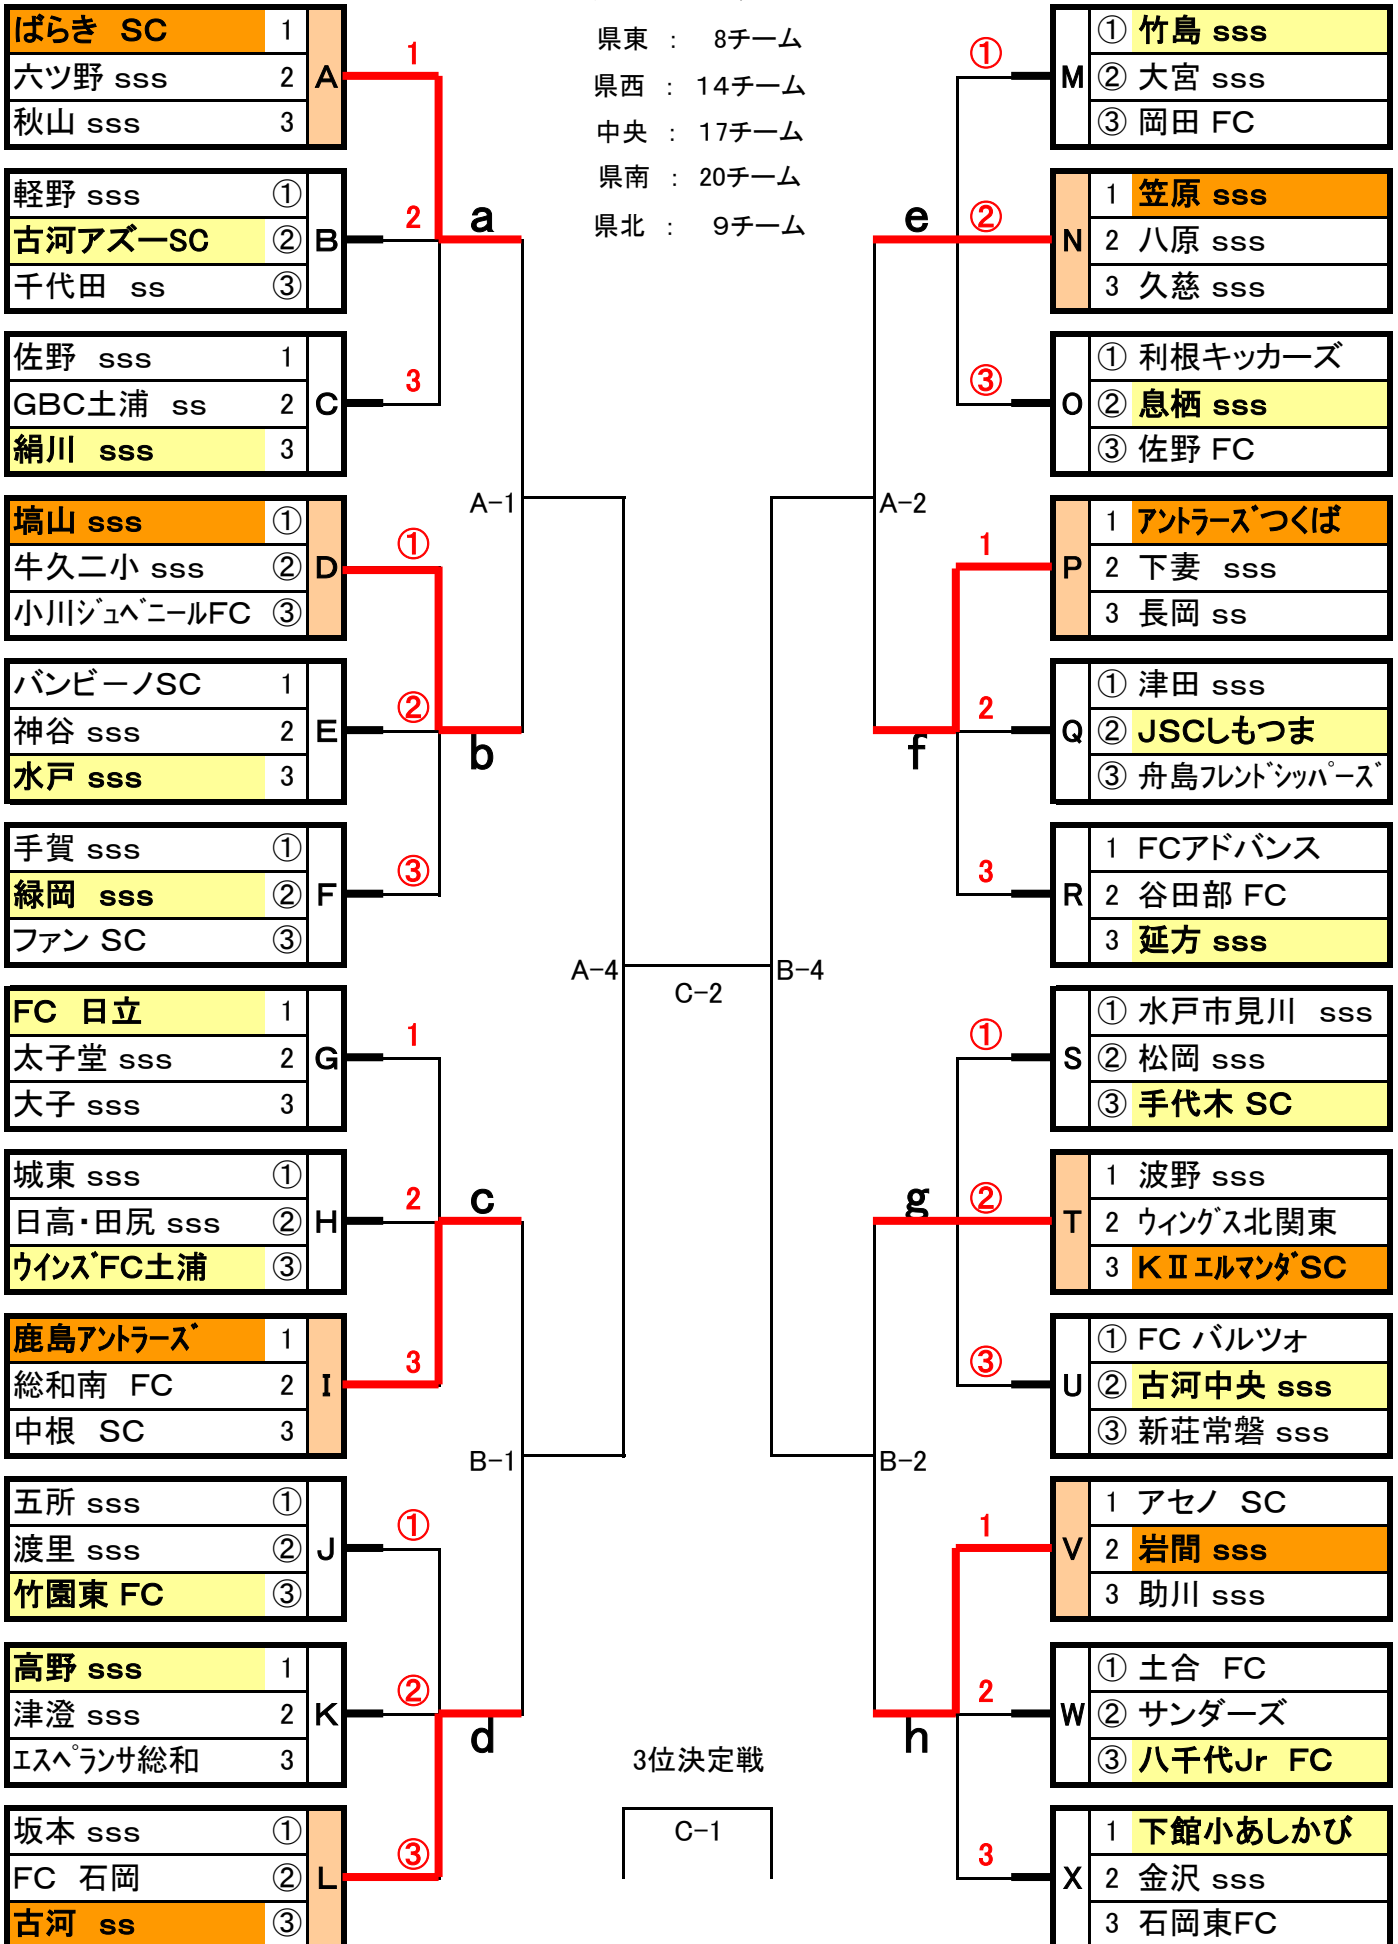 県東 : 8チーム
県西 : 14チーム
中央 : 17チーム
県南 : 20チーム
県北 : 9チーム
ばらき SC 1
六ツ野 sss 2
秋山 sss 3
A
1
軽野 sss ①
古河アズーSC ②
千代田 ss ③
B
2
a
佐野 sss 1
GBC土浦 ss 2
絹川 sss 3
C
3
A-1
塙山 sss ①
牛久二小 sss ②
小川ジュベニールFC ③
D
①
バンビーノSC 1
神谷 sss 2
水戸 sss 3
E
②
b
手賀 sss ①
緑岡 sss ②
ファン SC ③
F
③
A-4
FC 日立 1
太子堂 sss 2
大子 sss 3
G
1
城東 sss ①
日高・田尻 sss ②
ウインズFC土浦 ③
H
2
c
鹿島アントラーズ 1
総和南 FC 2
中根 SC 3
I
3
B-1
五所 sss ①
渡里 sss ②
竹園東 FC ③
J
①
高野 sss 1
津澄 sss 2
エスペランサ総和 3
K
②
d
坂本 sss ①
FC 石岡 ②
古河 ss ③
L
③
C-2
3位決定戦
C-1
①
M
① 竹島 sss
② 大宮 sss
③ 岡田 FC
e
②
N
1 笠原 sss
2 八原 sss
3 久慈 sss
③
O
① 利根キッカーズ
② 息栖 sss
③ 佐野 FC
A-2
1
P
1 アントラーズつくば
2 下妻 sss
3 長岡 ss
f
2
Q
① 津田 sss
② JSCしもつま
③ 舟島フレンドシッパーズ
3
R
1 FCアドバンス
2 谷田部 FC
3 延方 sss
B-4
①
S
① 水戸市見川 sss
② 松岡 sss
③ 手代木 SC
g
②
T
1 波野 sss
2 ウィングス北関東
3 KⅡエルマンダSC
③
U
① FC バルツォ
② 古河中央 sss
③ 新荘常磐 sss
B-2
1
V
1 アセノ SC
2 岩間 sss
3 助川 sss
h
2
W
① 土合 FC
② サンダーズ
③ 八千代Jr FC
3
X
1 下館小あしかび
2 金沢 sss
3 石岡東FC